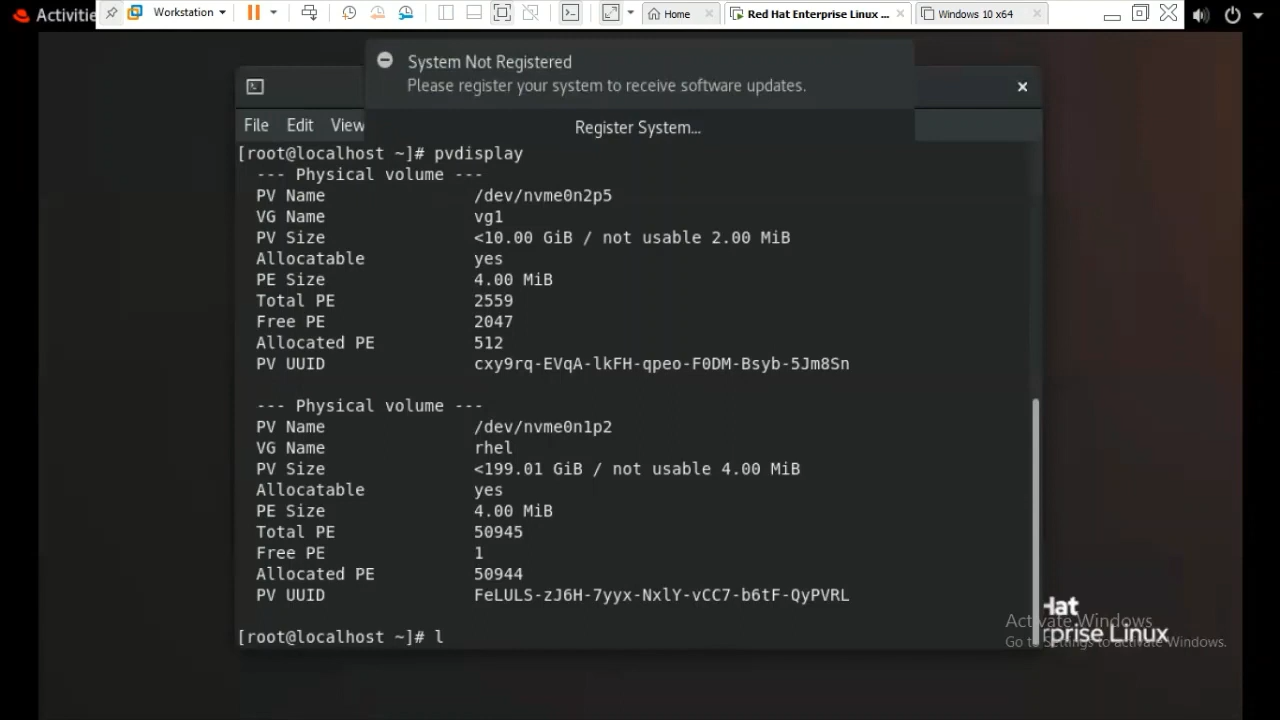 Activitie
Workstation
Home
Red Hat Enterprise Linux ...
Windows 10 x64
System Not Registered
Please register your system to receive software updates.
Register System...
File Edit View
[root@localhost ~]# pvdisplay
--- Physical volume ---
PV Name /dev/nvme0n2p5
VG Name vg1
PV Size <10.00 GiB / not usable 2.00 MiB
Allocatable yes
PE Size 4.00 MiB
Total PE 2559
Free PE 2047
Allocated PE 512
PV UUID cxy9rq-EVqA-lkFH-qpeo-F0DM-Bsyb-5Jm8Sn
--- Physical volume ---
PV Name /dev/nvme0n1p2
VG Name rhel
PV Size <199.01 GiB / not usable 4.00 MiB
Allocatable yes
PE Size 4.00 MiB
Total PE 50945
Free PE 1
Allocated PE 50944
PV UUID FeLULS-zJ6H-7yyx-NxlY-vCC7-b6tF-QyPVRL
[root@localhost ~]# l
Hat
rprise Linux
Activate Windows
Go to Settings to activate Windows.